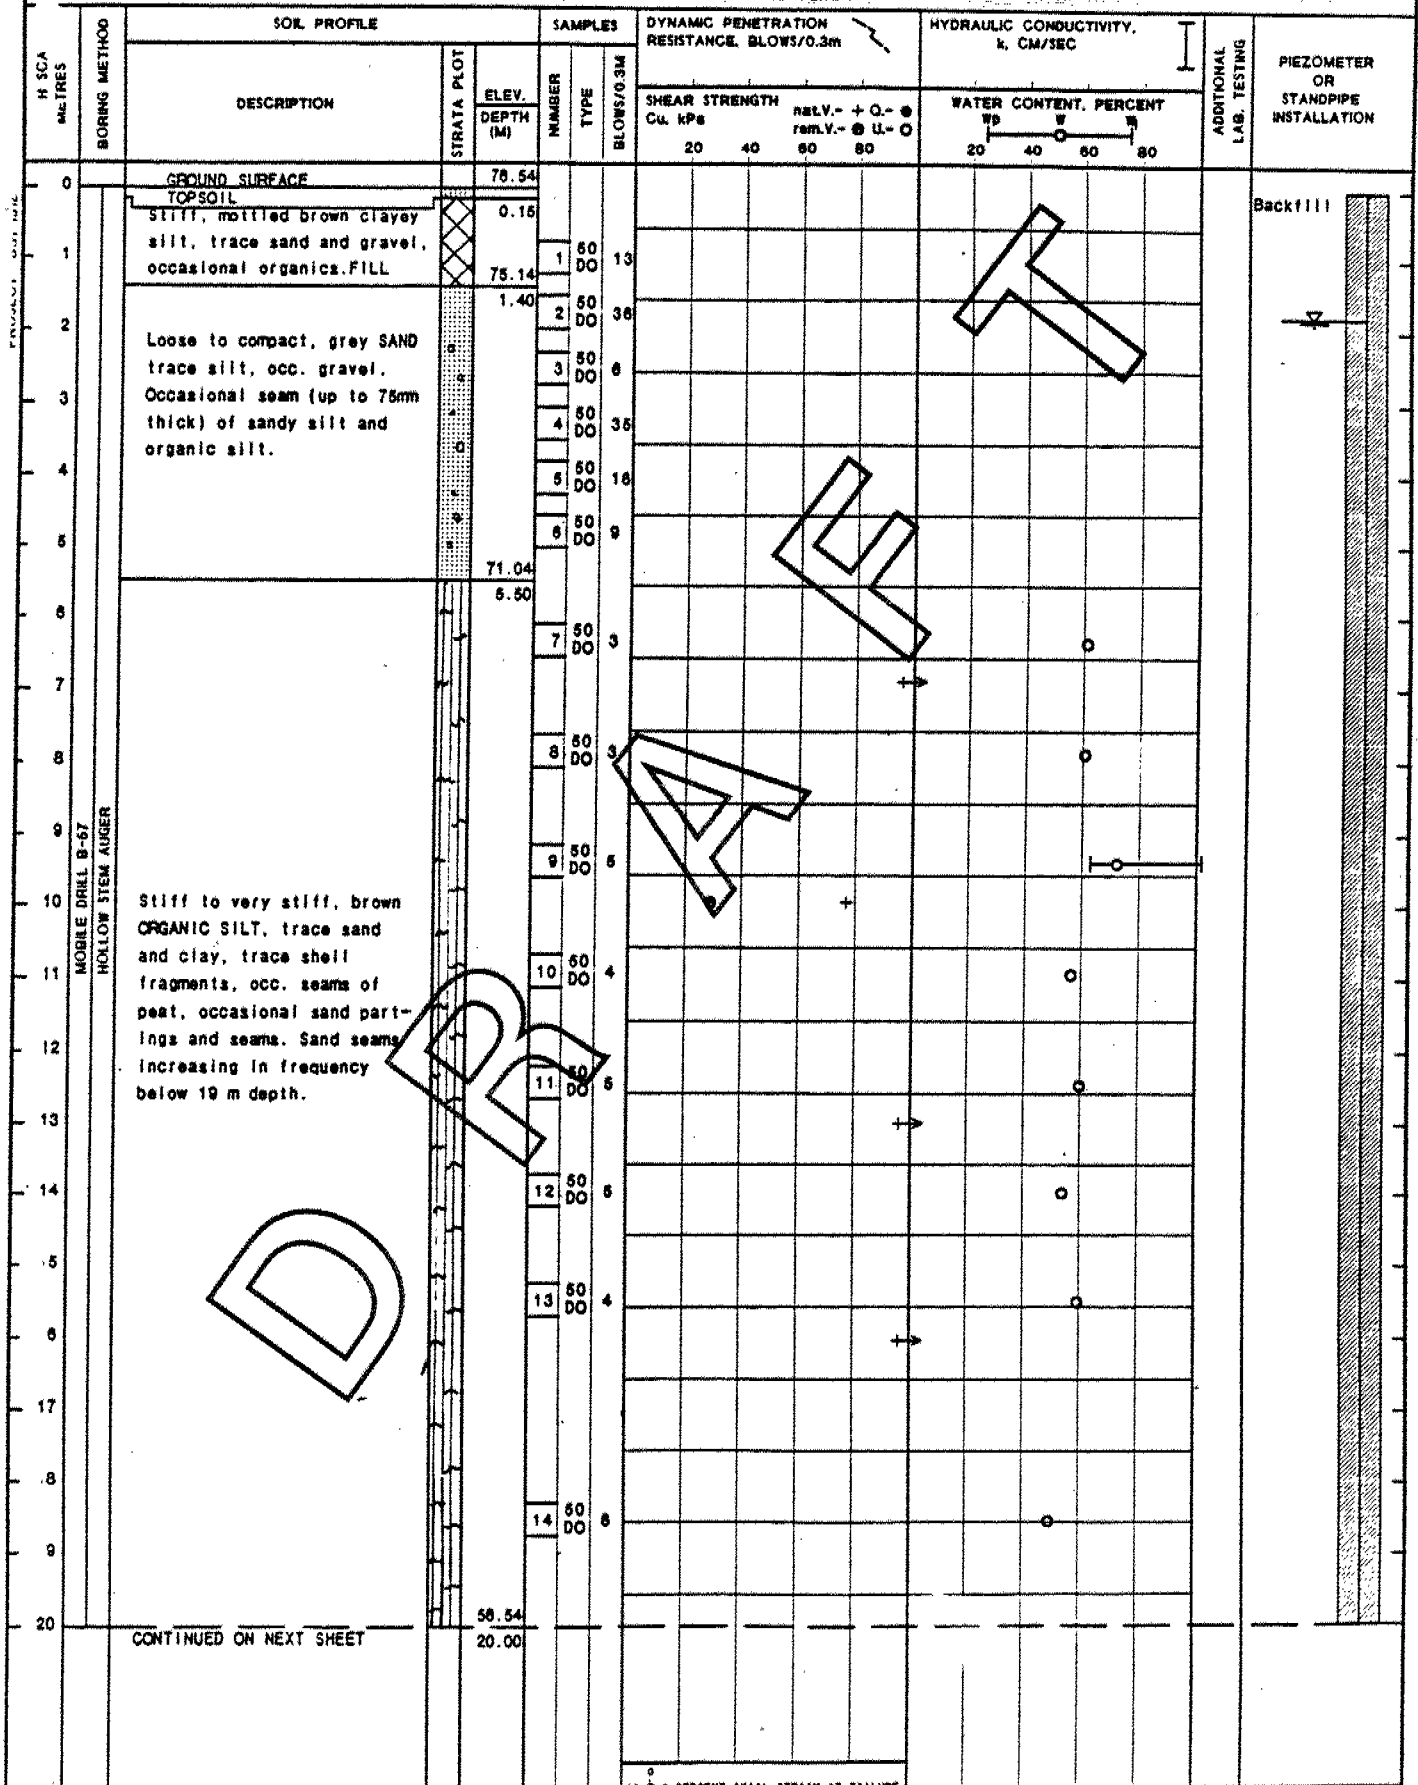 SOIL PROFILE
SAMPLES
DYNAMIC PENETRATION
RESISTANCE, BLOWS/0.3m
HYDRAULIC CONDUCTIVITY,
k, CM/SEC
ADDITIONAL
LAB. TESTING
PIEZOMETER
OR
STANDPIPE
INSTALLATION
H SCA
METRES
BORING METHOD
DESCRIPTION
STRATA PLOT
ELEV.
DEPTH
(M)
NUMBER
TYPE
BLOWS/0.3M
SHEAR STRENGTH
Cu. kPa
nat.V.- + Q.- ●
rem.V.- ⊕ U.- O
WATER CONTENT, PERCENT
Wp W Wl
20 40 60 80
20 40 60 80
0
GROUND SURFACE 76.54
TOPSOIL
0.15
Backfill
Stiff, mottled brown clayey
silt, trace sand and gravel,
occasional organics.FILL
75.14
1.40
1
1 50 DO 13
2
2 50 DO 36
Loose to compact, grey SAND
trace silt, occ. gravel.
Occasional seam (up to 75mm
thick) of sandy silt and
organic silt.
3 50 DO 6
3
4 50 DO 35
4
5 50 DO 18
6 50 DO 9
5
71.04
5.50
6
7 50 DO 3
7
8
8 50 DO 3
9
9 50 DO 5
10
MOBILE DRILL B-67
HOLLOW STEM AUGER
Stiff to very stiff, brown
ORGANIC SILT, trace sand
and clay, trace shell
fragments, occ. seams of
peat, occasional sand part-
ings and seams. Sand seams
increasing in frequency
below 19 m depth.
11
10 50 DO 4
12
11 50 DO 5
13
14
12 50 DO 5
5
13 50 DO 4
6
17
8
14 50 DO 6
9
20
56.54
20.00
CONTINUED ON NEXT SHEET
DRAFT